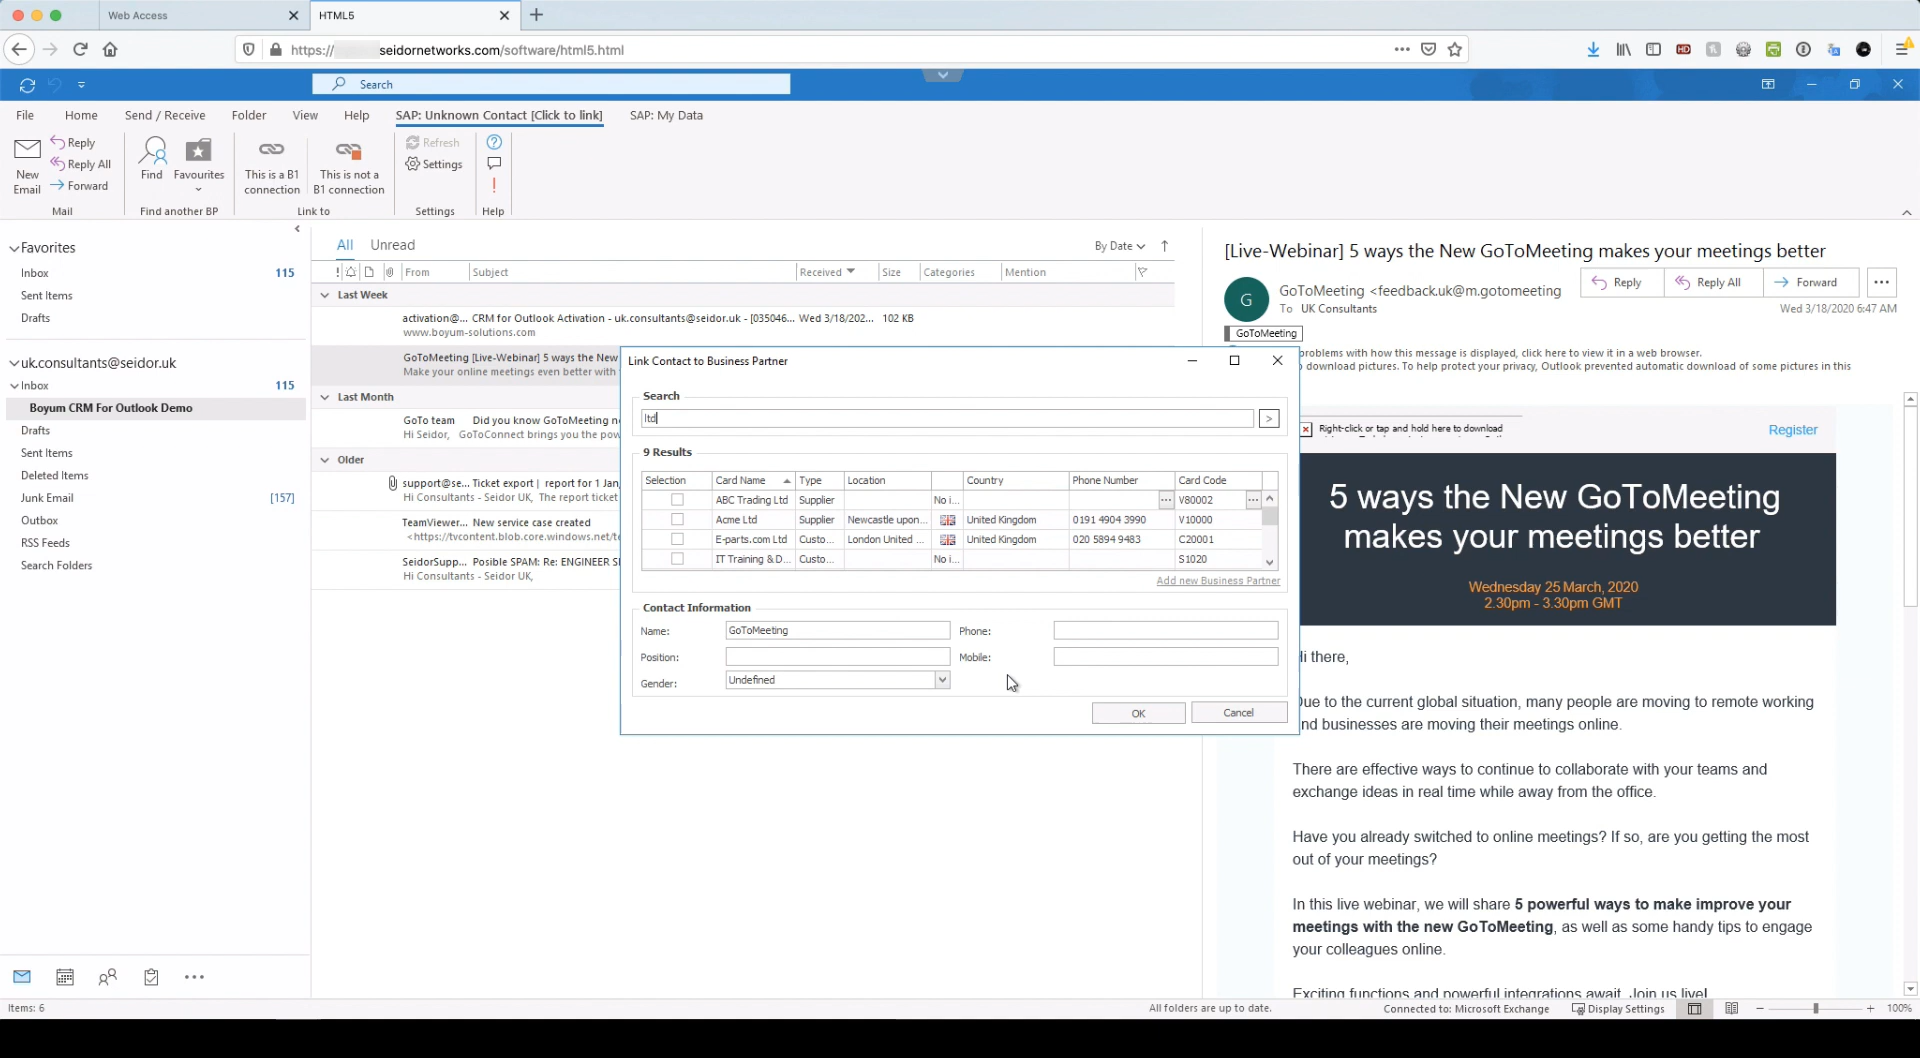 Web Access
HTML5
https:// seidornetworks.com/software/html5.html
HD
Search
File Home Send / Receive Folder View Help SAP: Unknown Contact [Click to link] SAP: My Data
New Email
Reply
Reply All
Forward
Mail
Find
Favourites
Find another BP
This is a B1 connection
This is not a B1 connection
Link to
Refresh
Settings
Settings
Help
Favorites
Inbox 115
Sent Items
Drafts
uk.consultants@seidor.uk
Inbox 115
Boyum CRM For Outlook Demo
Drafts
Sent Items
Deleted Items
Junk Email [157]
Outbox
RSS Feeds
Search Folders
Items: 6
All Unread
By Date
From Subject Received Size Categories Mention
Last Week
activation@... CRM for Outlook Activation - uk.consultants@seidor.uk - [035046... Wed 3/18/202... 102 KB
www.boyum-solutions.com
GoToMeeting [Live-Webinar] 5 ways the New
Make your online meetings even better with
Last Month
GoTo team Did you know GoToMeeting
Hi Seidor, GoToConnect brings you the
Older
support@se... Ticket export | report for 1 Jan,
Hi Consultants - Seidor UK, The report ticket
TeamViewer... New service case created
<https://tvcontent.blob.core.windows.net/
SeidorSupp... Posible SPAM: Re: ENGINEER
Hi Consultants - Seidor UK,
Link Contact to Business Partner
Search
ltd
>
9 Results
Selection Card Name Type Location Country Phone Number Card Code
ABC Trading Ltd Supplier No i... ... V80002 ...
Acme Ltd Supplier Newcastle upon... United Kingdom 0191 4904 3990 V10000
E-parts.com Ltd Custo... London United ... United Kingdom 020 5894 9483 C20001
IT Training & D... Custo... No i... S1020
Add new Business Partner
Contact Information
Name: GoToMeeting Phone:
Position: Mobile:
Gender: Undefined
OK Cancel
[Live-Webinar] 5 ways the New GoToMeeting makes your meetings better
G
GoToMeeting <feedback.uk@m.gotomeeting
To UK Consultants
Reply Reply All Forward ...
Wed 3/18/2020 6:47 AM
GoToMeeting
problems with how this message is displayed, click here to view it in a web browser.
download pictures. To help protect your privacy, Outlook prevented automatic download of some pictures in this
Right-click or tap and hold here to download
Register
5 ways the New GoToMeeting
makes your meetings better
Wednesday 25 March, 2020
2.30pm - 3.30pm GMT
Hi there,
Due to the current global situation, many people are moving to remote working
and businesses are moving their meetings online.
There are effective ways to continue to collaborate with your teams and
exchange ideas in real time while away from the office.
Have you already switched to online meetings? If so, are you getting the most
out of your meetings?
In this live webinar, we will share 5 powerful ways to make improve your
meetings with the new GoToMeeting, as well as some handy tips to engage
your colleagues online.
Exciting functions and powerful integrations await. Join us live!
All folders are up to date. Connected to: Microsoft Exchange Display Settings 100%